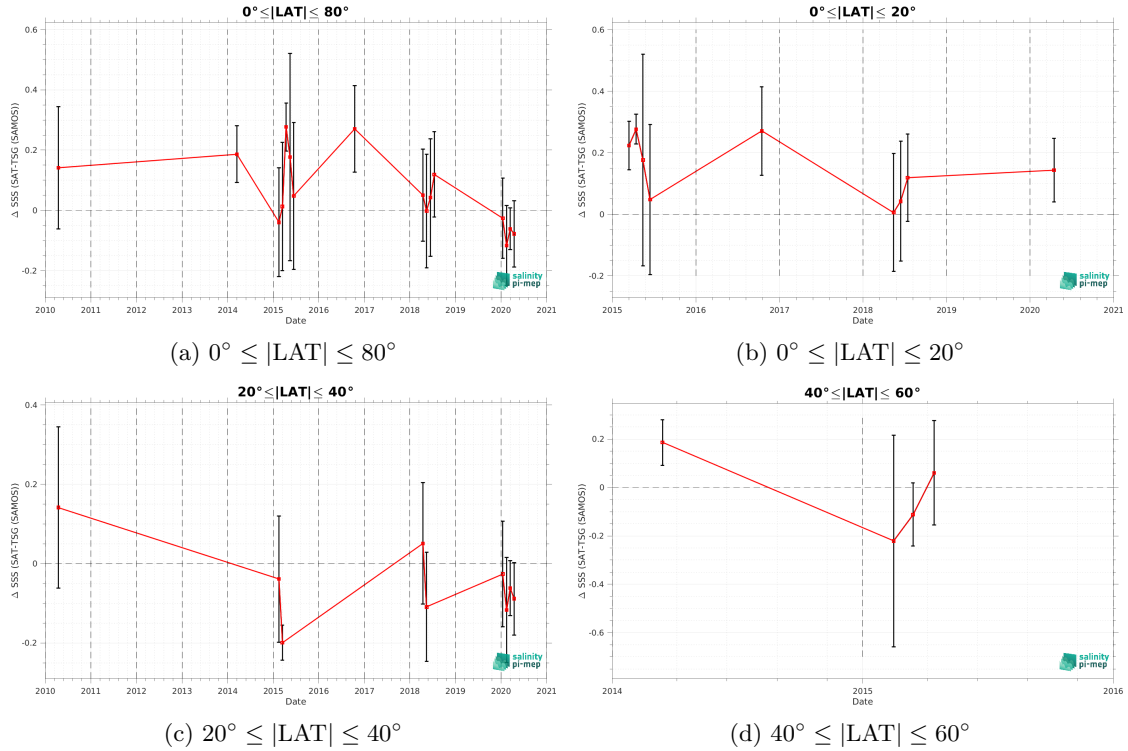 0°≤|LAT|≤ 80°
Δ SSS (SAT-TSG (SAMOS))
0.6
0.4
0.2
0
-0.2
2010 2011 2012 2013 2014 2015 2016 2017 2018 2019 2020 2021
Date
salinity
pi-mep
(a) 0° ≤ |LAT| ≤ 80°
0°≤|LAT|≤ 20°
Δ SSS (SAT-TSG (SAMOS))
0.6
0.4
0.2
0
-0.2
2015 2016 2017 2018 2019 2020 2021
Date
salinity
pi-mep
(b) 0° ≤ |LAT| ≤ 20°
20°≤|LAT|≤ 40°
Δ SSS (SAT-TSG (SAMOS))
0.4
0.2
0
-0.2
2010 2011 2012 2013 2014 2015 2016 2017 2018 2019 2020 2021
Date
salinity
pi-mep
(c) 20° ≤ |LAT| ≤ 40°
40°≤|LAT|≤ 60°
Δ SSS (SAT-TSG (SAMOS))
0.2
0
-0.2
-0.4
-0.6
2014 2015 2016
Date
salinity
pi-mep
(d) 40° ≤ |LAT| ≤ 60°